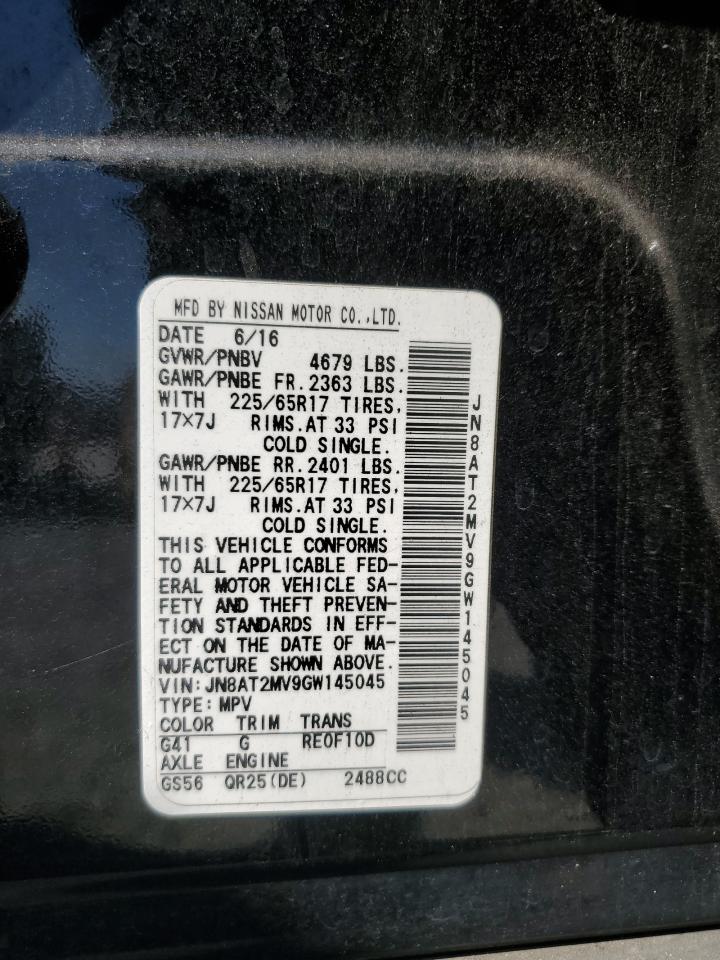 MFD BY NISSAN MOTOR CO.,LTD.
DATE 6/16
GVWR/PNBV 4679 LBS.
GAWR/PNBE FR. 2363 LBS.
WITH 225/65R17 TIRES,
17×7J RIMS. AT 33 PSI
COLD SINGLE.
GAWR/PNBE RR. 2401 LBS.
WITH 225/65R17 TIRES,
17×7J RIMS. AT 33 PSI
COLD SINGLE.
THIS VEHICLE CONFORMS
TO ALL APPLICABLE FED-
ERAL MOTOR VEHICLE SA-
FETY AND THEFT PREVEN-
TION STANDARDS IN EFF-
ECT ON THE DATE OF MA-
NUFACTURE SHOWN ABOVE.
VIN: JN8AT2MV9GW145045
TYPE: MPV
COLOR TRIM TRANS
G41 G RE0F10D
AXLE ENGINE
GS56 QR25(DE) 2488CC
JN8AT2MV9GW145045